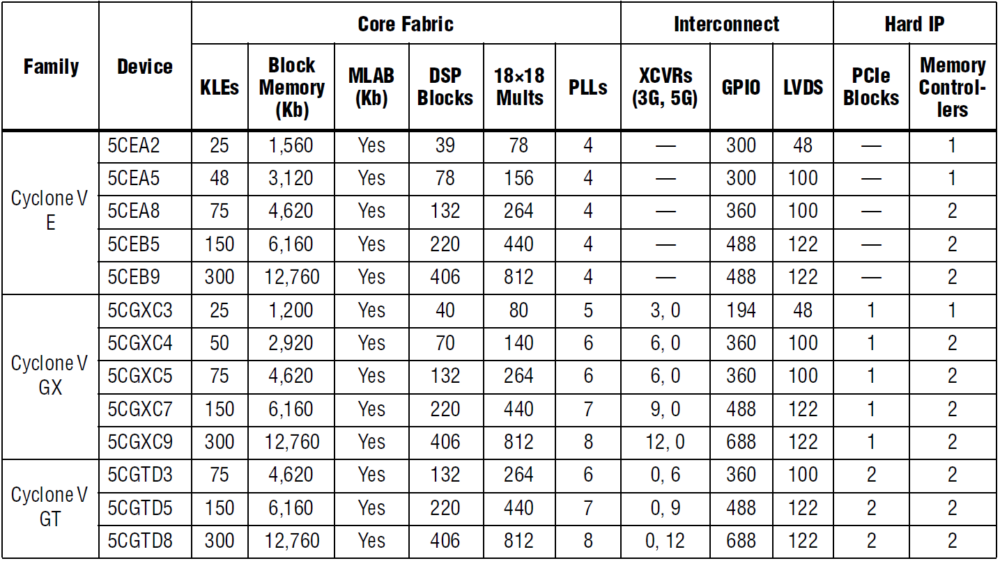 Family Device Core Fabric Interconnect Hard IP
KLEs Block Memory (Kb) MLAB (Kb) DSP Blocks 18×18 Mults PLLs XCVRs (3G, 5G) GPIO LVDS PCIe Blocks Memory Control-lers
Cyclone V E
5CEA2 25 1,560 Yes 39 78 4 — 300 48 — 1
5CEA5 48 3,120 Yes 78 156 4 — 300 100 — 1
5CEA8 75 4,620 Yes 132 264 4 — 360 100 — 2
5CEB5 150 6,160 Yes 220 440 4 — 488 122 — 2
5CEB9 300 12,760 Yes 406 812 4 — 488 122 — 2
Cyclone V GX
5CGXC3 25 1,200 Yes 40 80 5 3, 0 194 48 1 1
5CGXC4 50 2,920 Yes 70 140 6 6, 0 360 100 1 2
5CGXC5 75 4,620 Yes 132 264 6 6, 0 360 100 1 2
5CGXC7 150 6,160 Yes 220 440 7 9, 0 488 122 1 2
5CGXC9 300 12,760 Yes 406 812 8 12, 0 688 122 1 2
Cyclone V GT
5CGTD3 75 4,620 Yes 132 264 6 0, 6 360 100 2 2
5CGTD5 150 6,160 Yes 220 440 7 0, 9 488 122 2 2
5CGTD8 300 12,760 Yes 406 812 8 0, 12 688 122 2 2